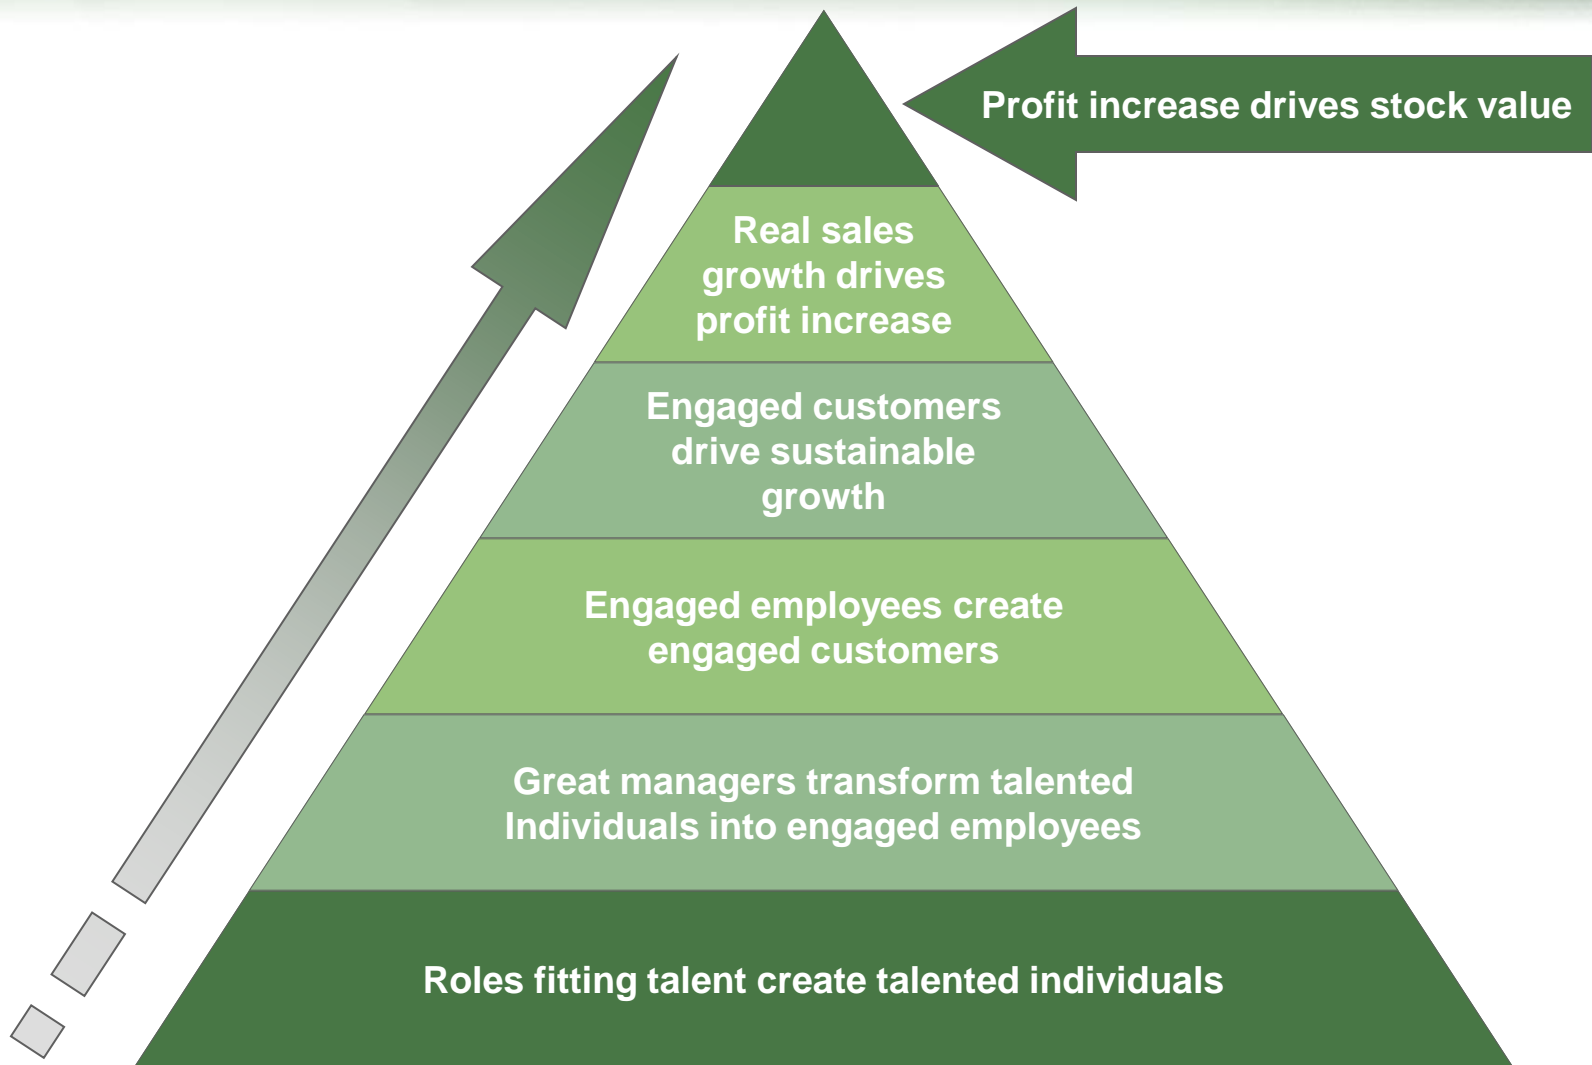 Profit increase drives stock value
Real sales
growth drives
profit increase
Engaged customers
drive sustainable
growth
Engaged employees create
engaged customers
Great managers transform talented
Individuals into engaged employees
Roles fitting talent create talented individuals